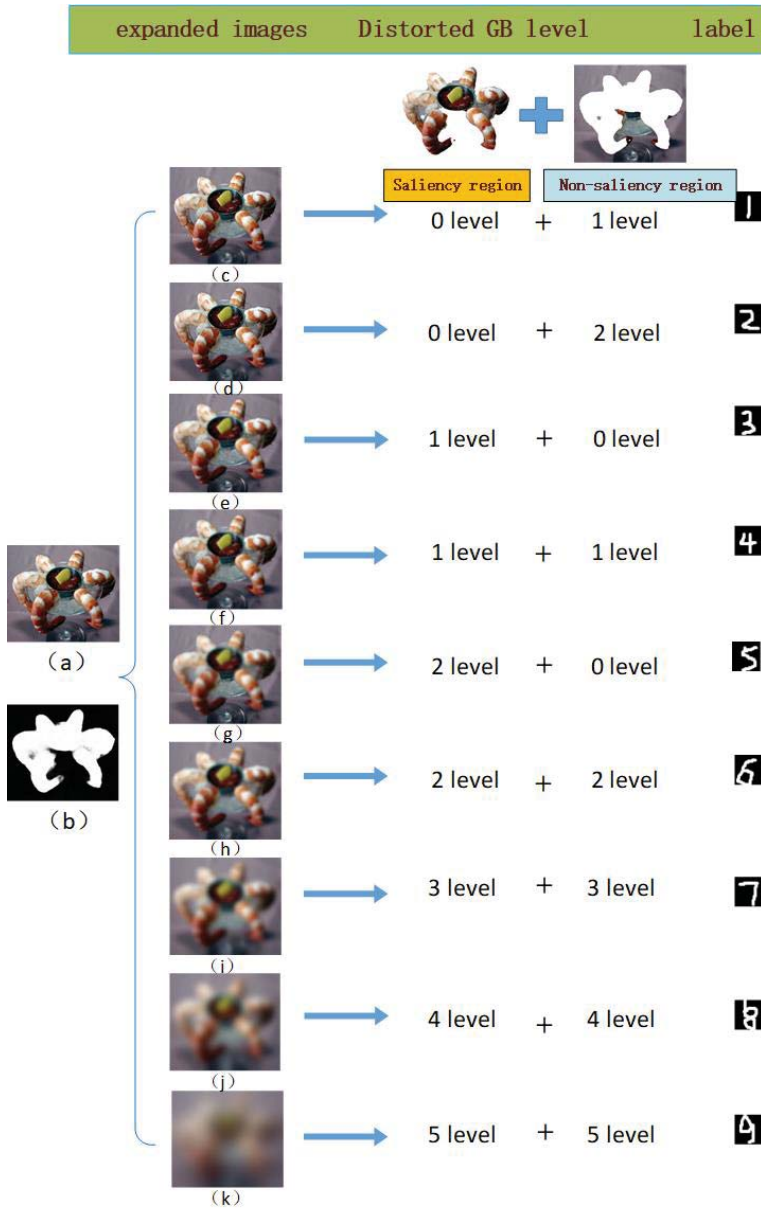 expanded images Distorted GB level label
Saliency region Non-saliency region
0 level + 1 level 1
(c)
0 level + 2 level 2
(d)
1 level + 0 level 3
(e)
1 level + 1 level 4
(f)
(a)
2 level + 0 level 5
(g)
2 level + 2 level 6
(b)
(h)
3 level + 3 level 7
(i)
4 level + 4 level 8
(j)
5 level + 5 level 9
(k)